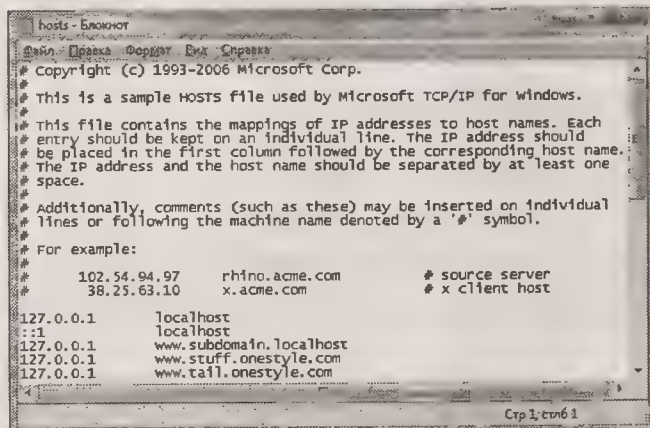 hosts - Блокнот
Файл Правка Формат Вид Справка
# Copyright (c) 1993-2006 Microsoft Corp.
#
# This is a sample HOSTS file used by Microsoft TCP/IP for Windows.
#
# This file contains the mappings of IP addresses to host names. Each
# entry should be kept on an individual line. The IP address should
# be placed in the first column followed by the corresponding host name.
# The IP address and the host name should be separated by at least one
# space.
#
# Additionally, comments (such as these) may be inserted on individual
# lines or following the machine name denoted by a '#' symbol.
#
# For example:
#
# 102.54.94.97 rhino.acme.com # source server
# 38.25.63.10 x.acme.com # x client host
127.0.0.1 localhost
::1 localhost
127.0.0.1 www.subdomain.localhost
127.0.0.1 www.stuff.onestyle.com
127.0.0.1 www.tail.onestyle.com
Стр 1, стлб 1